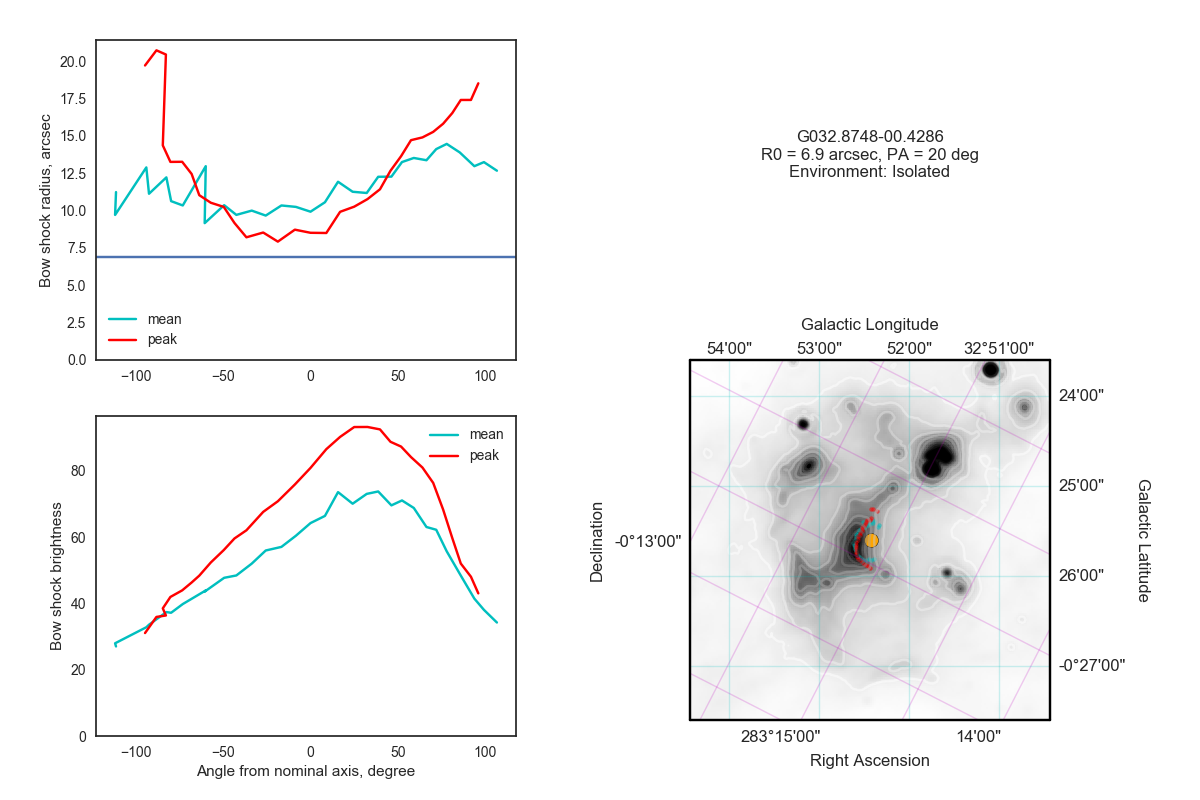 20.0
17.5
15.0
12.5
10.0
7.5
5.0
2.5
0.0
Bow shock radius, arcsec
mean
peak
−100
−50
0
50
100
G032.8748-00.4286
R0 = 6.9 arcsec, PA = 20 deg
Environment: Isolated
80
60
40
20
0
Bow shock brightness
mean
peak
−100
−50
0
50
100
Angle from nominal axis, degree
Galactic Longitude
54'00"
53'00"
52'00"
32°51'00"
24'00"
25'00"
26'00"
-0°27'00"
Galactic Latitude
-0°13'00"
Declination
283°15'00"
14'00"
Right Ascension